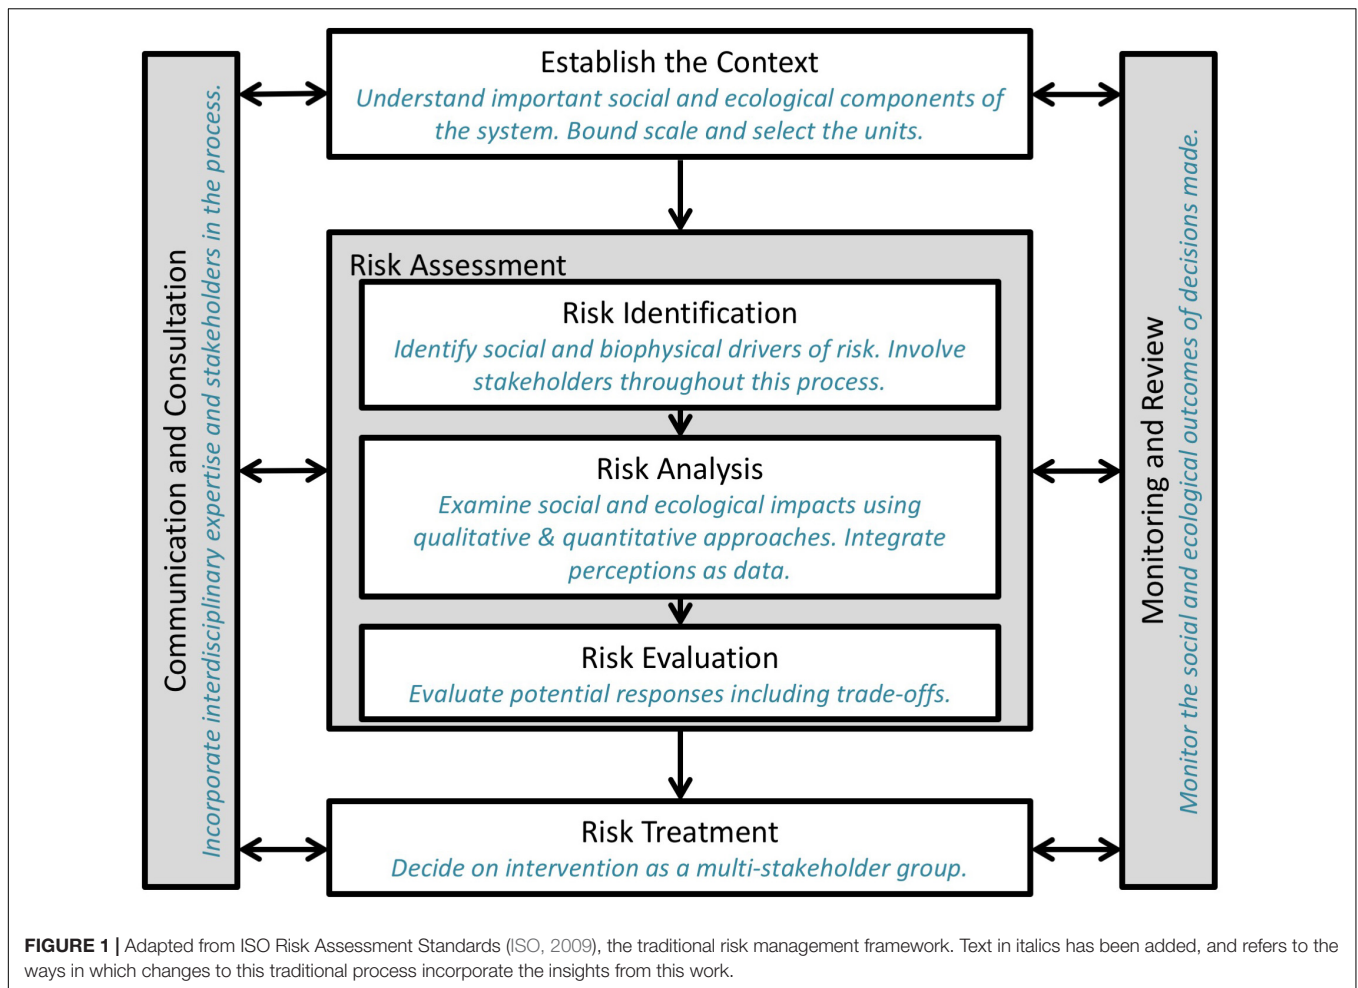 Establish the Context
Understand important social and ecological components of
the system. Bound scale and select the units.
Communication and Consultation
Incorporate interdisciplinary expertise and stakeholders in the process.
Risk Assessment
Risk Identification
Identify social and biophysical drivers of risk. Involve
stakeholders throughout this process.
Risk Analysis
Examine social and ecological impacts using
qualitative & quantitative approaches. Integrate
perceptions as data.
Risk Evaluation
Evaluate potential responses including trade-offs.
Risk Treatment
Decide on intervention as a multi-stakeholder group.
Monitoring and Review
Monitor the social and ecological outcomes of decisions made.
FIGURE 1 | Adapted from ISO Risk Assessment Standards (ISO, 2009), the traditional risk management framework. Text in italics has been added, and refers to the
ways in which changes to this traditional process incorporate the insights from this work.